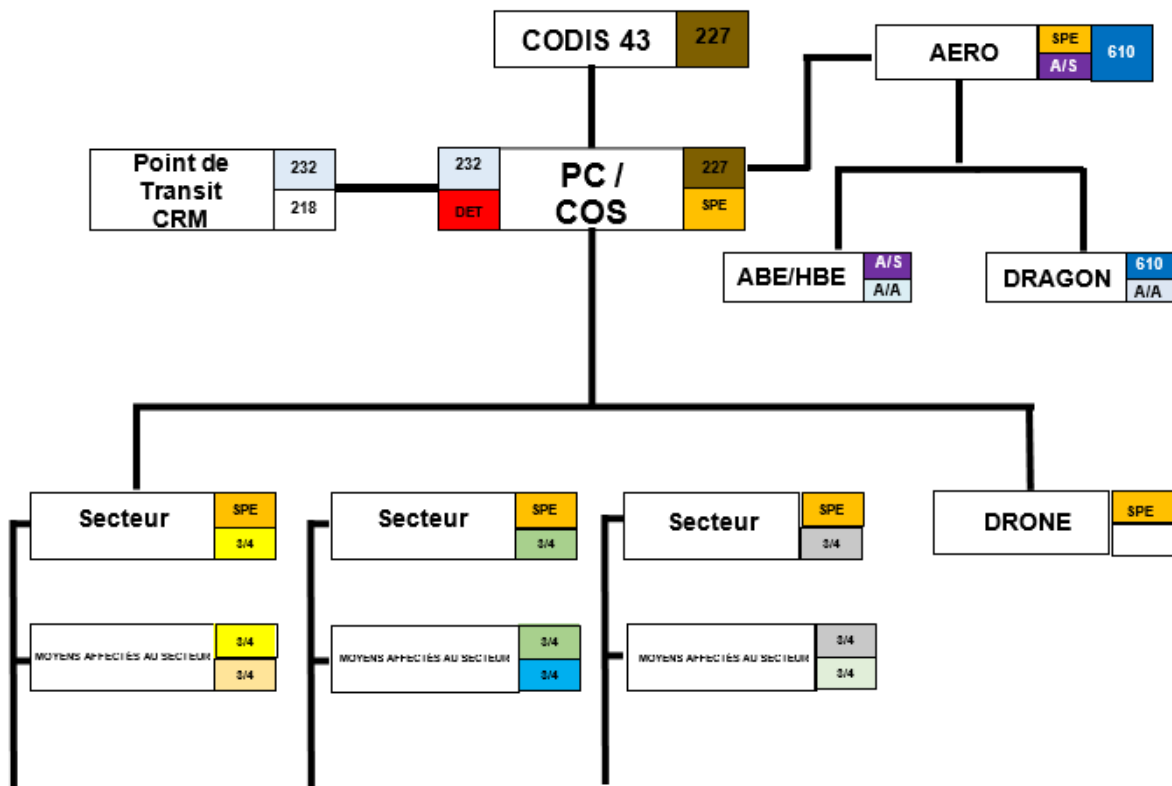 CODIS 43 227
AERO SPE 610
A/S
Point de
Transit
CRM
232
218
232
DET
PC /
COS
227
SPE
ABE/HBE A/S
A/A
DRAGON 610
A/A
Secteur SPE
3/4
Secteur SPE
3/4
Secteur SPE
3/4
DRONE SPE
MOYENS AFFECTÉS AU SECTEUR 3/4
3/4
MOYENS AFFECTÉS AU SECTEUR 3/4
3/4
MOYENS AFFECTÉS AU SECTEUR 3/4
3/4